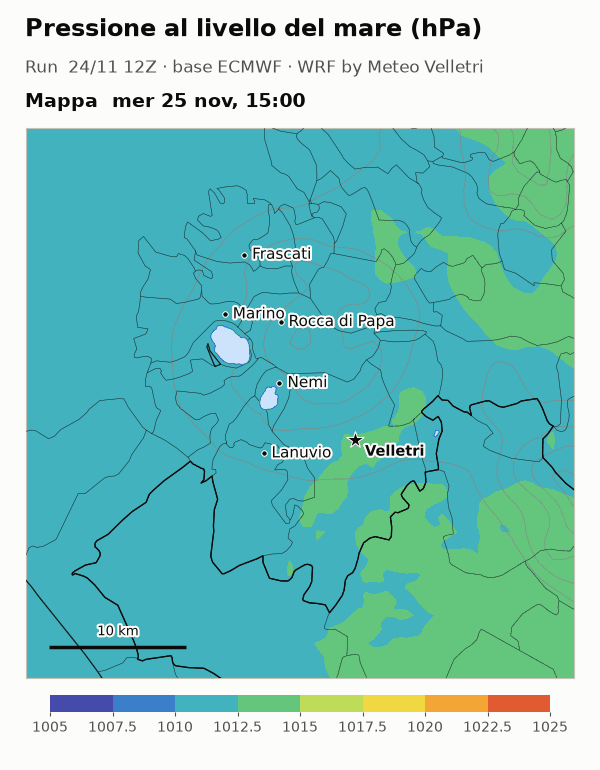 Pressione al livello del mare (hPa)
Run  24/11 12Z · base ECMWF · WRF by Meteo Velletri
Mappa  mer 25 nov, 15:00
Frascati
Marino
Rocca di Papa
Nemi
Velletri
Lanuvio
10 km
1005 1007.5 1010 1012.5 1015 1017.5 1020 1022.5 1025